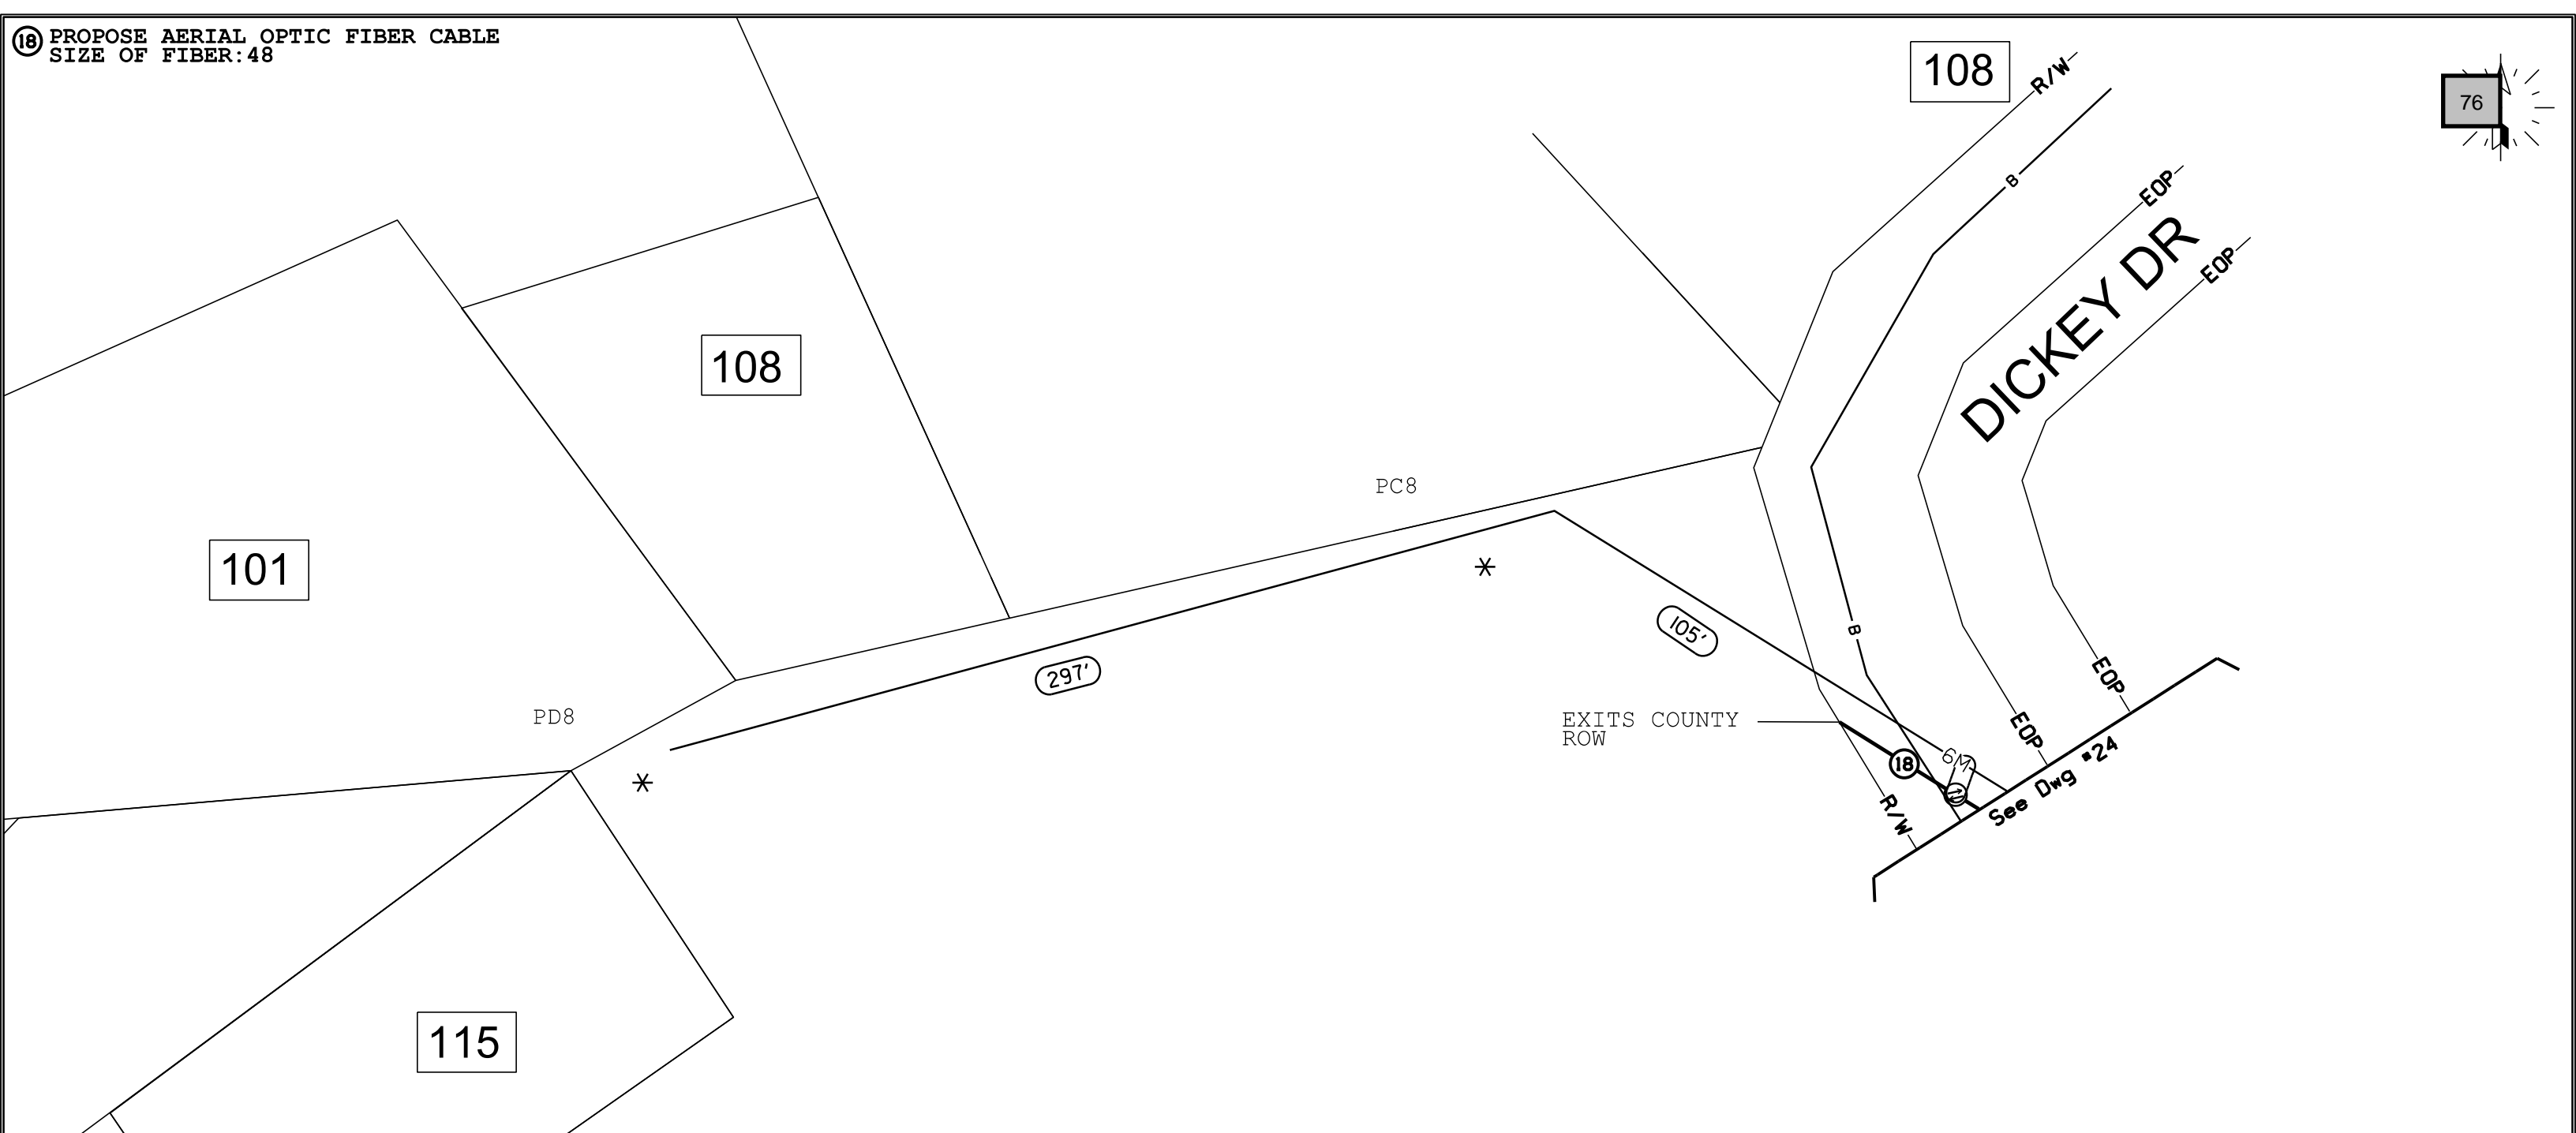 18 PROPOSE AERIAL OPTIC FIBER CABLE
SIZE OF FIBER:48
108
R/W
76
B
EOP
DICKEY DR
EOP
108
PC8
101
105'
B
297'
EOP
PD8
EXITS COUNTY
ROW
EOP
18
6M
See Dwg #24
R/W
115